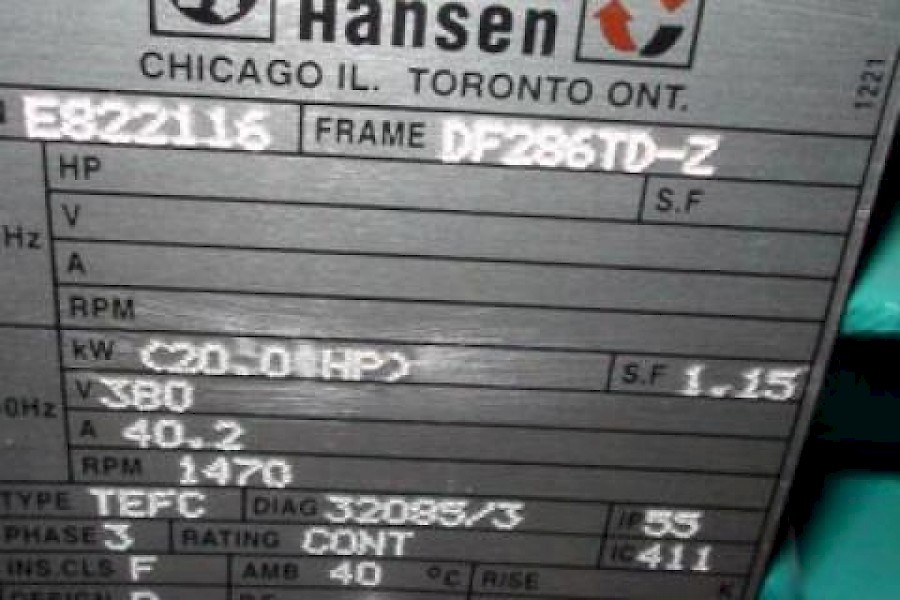 Hansen
CHICAGO IL. TORONTO ONT.
1221
E822116 FRAME DF286TD-Z
HP S.F
Hz V
A
RPM
kW (20.0 HP) S.F 1.15
0Hz V 380
A 40.2
RPM 1470
TYPE TEFC DIAG 32085/3 IP 55
PHASE 3 RATING CONT IC 411
INS.CLS F AMB 40 °C RISE K
DESIGN